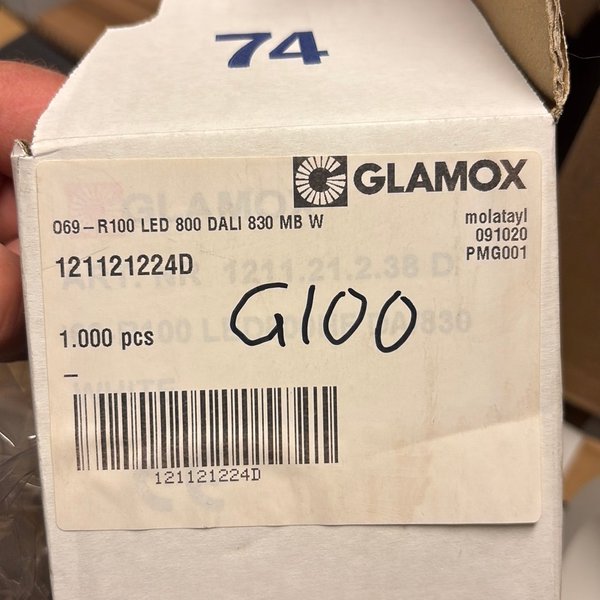 74
GLAMOX
O69-R100 LED 800 DALI 830 MB W
molatayl
091020
PMG001
121121224D
ART. NR 1211.21.2.38 D
G100
1.000 pcs
WHITE
121121224D